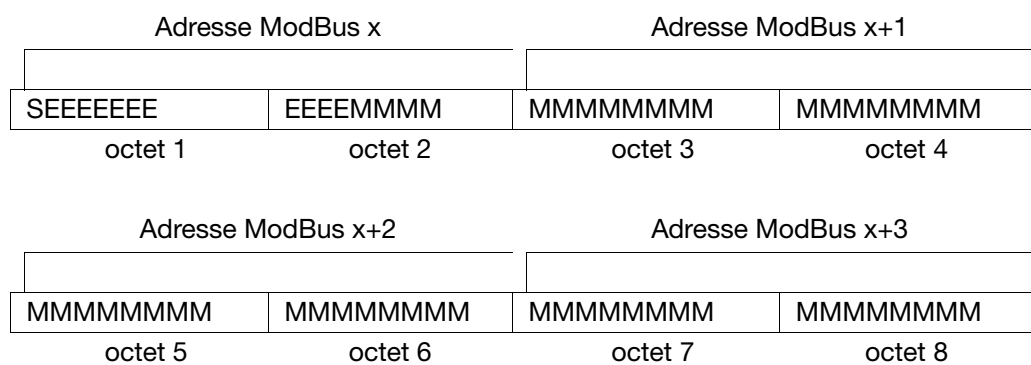 Adresse ModBus x Adresse ModBus x+1
SEEEEEEE EEEEMMMM MMMMMMMM MMMMMMMM
octet 1 octet 2 octet 3 octet 4
Adresse ModBus x+2 Adresse ModBus x+3
MMMMMMMM MMMMMMMM MMMMMMMM MMMMMMMM
octet 5 octet 6 octet 7 octet 8